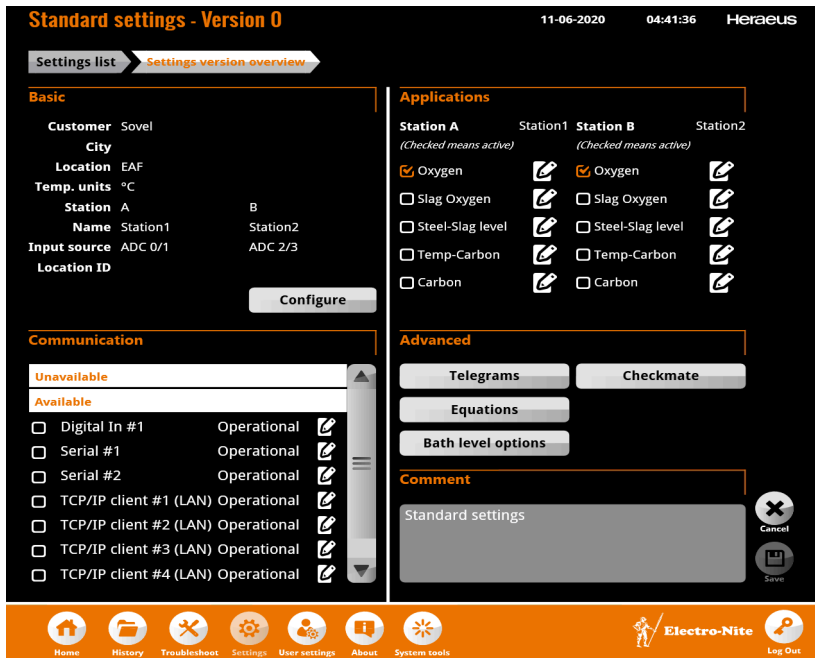 Standard settings - Version 0
11-06-2020 04:41:36 Heraeus
Settings list Settings version overview
Basic
Customer Sovel
City
Location EAF
Temp. units °C
Station A B
Name Station1 Station2
Input source ADC 0/1 ADC 2/3
Location ID
Configure
Applications
Station A Station1 Station B Station2
(Checked means active) (Checked means active)
Oxygen Oxygen
Slag Oxygen Slag Oxygen
Steel-Slag level Steel-Slag level
Temp-Carbon Temp-Carbon
Carbon Carbon
Communication
Unavailable
Available
Digital In #1 Operational
Serial #1 Operational
Serial #2 Operational
TCP/IP client #1 (LAN) Operational
TCP/IP client #2 (LAN) Operational
TCP/IP client #3 (LAN) Operational
TCP/IP client #4 (LAN) Operational
Advanced
Telegrams Checkmate
Equations
Bath level options
Comment
Standard settings
Cancel
Save
Home History Troubleshoot Settings User settings About System tools Electro-Nite Log Out